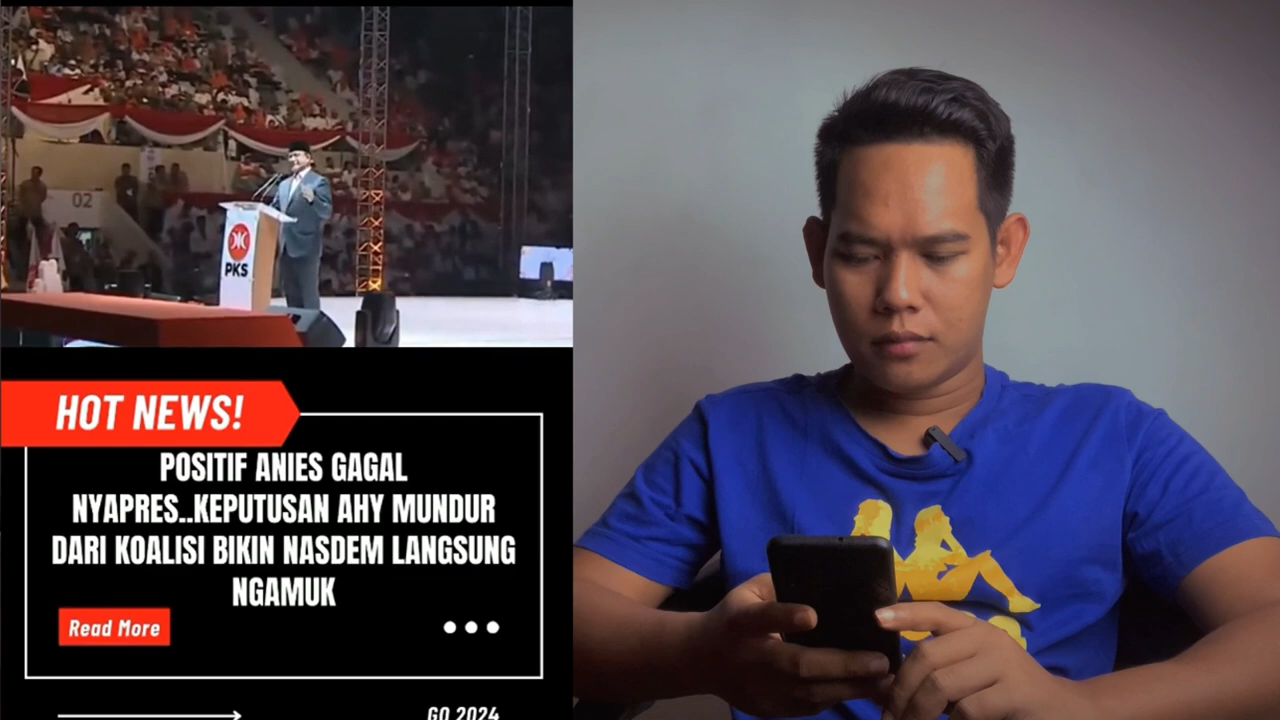 02
PKS
HOT NEWS!
POSITIF ANIES GAGAL
NYAPRES..KEPUTUSAN AHY MUNDUR
DARI KOALISI BIKIN NASDEM LANGSUNG
NGAMUK
Read More
GO 2024